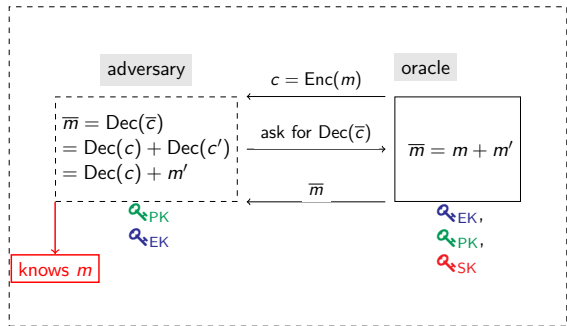 adversary
oracle
c = Enc(m)
m̅ = Dec(c̅)
= Dec(c) + Dec(c′)
= Dec(c) + m′
ask for Dec(c̅)
m̅ = m + m′
m̅
PK
EK
EK,
PK,
SK
knows m